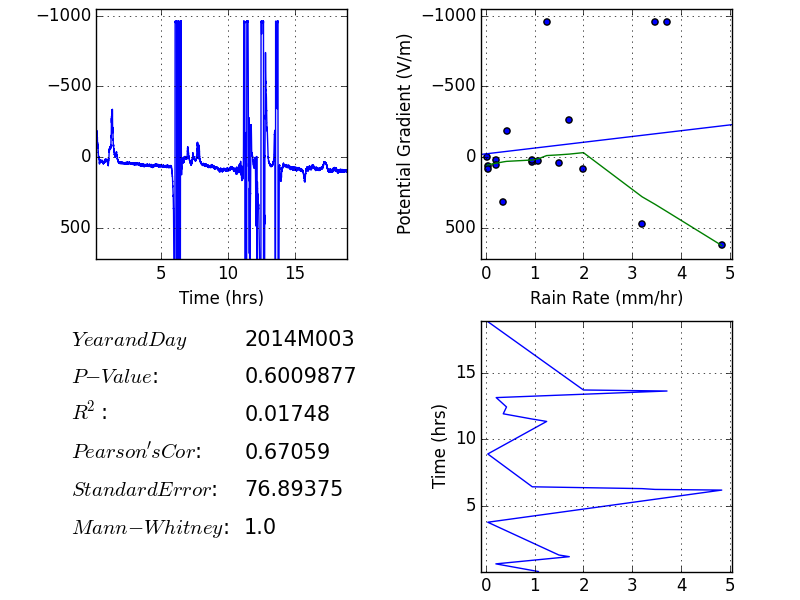 −1000
−500
0
500
5 10 15
Time (hrs)
Potential Gradient (V/m)
−1000
−500
0
500
0 1 2 3 4 5
Rain Rate (mm/hr)
YearandDay 2014M003
P−Value: 0.6009877
R²: 0.01748
Pearson'sCor: 0.67059
StandardError: 76.89375
Mann−Whitney: 1.0
Time (hrs)
15
10
5
0 1 2 3 4 5